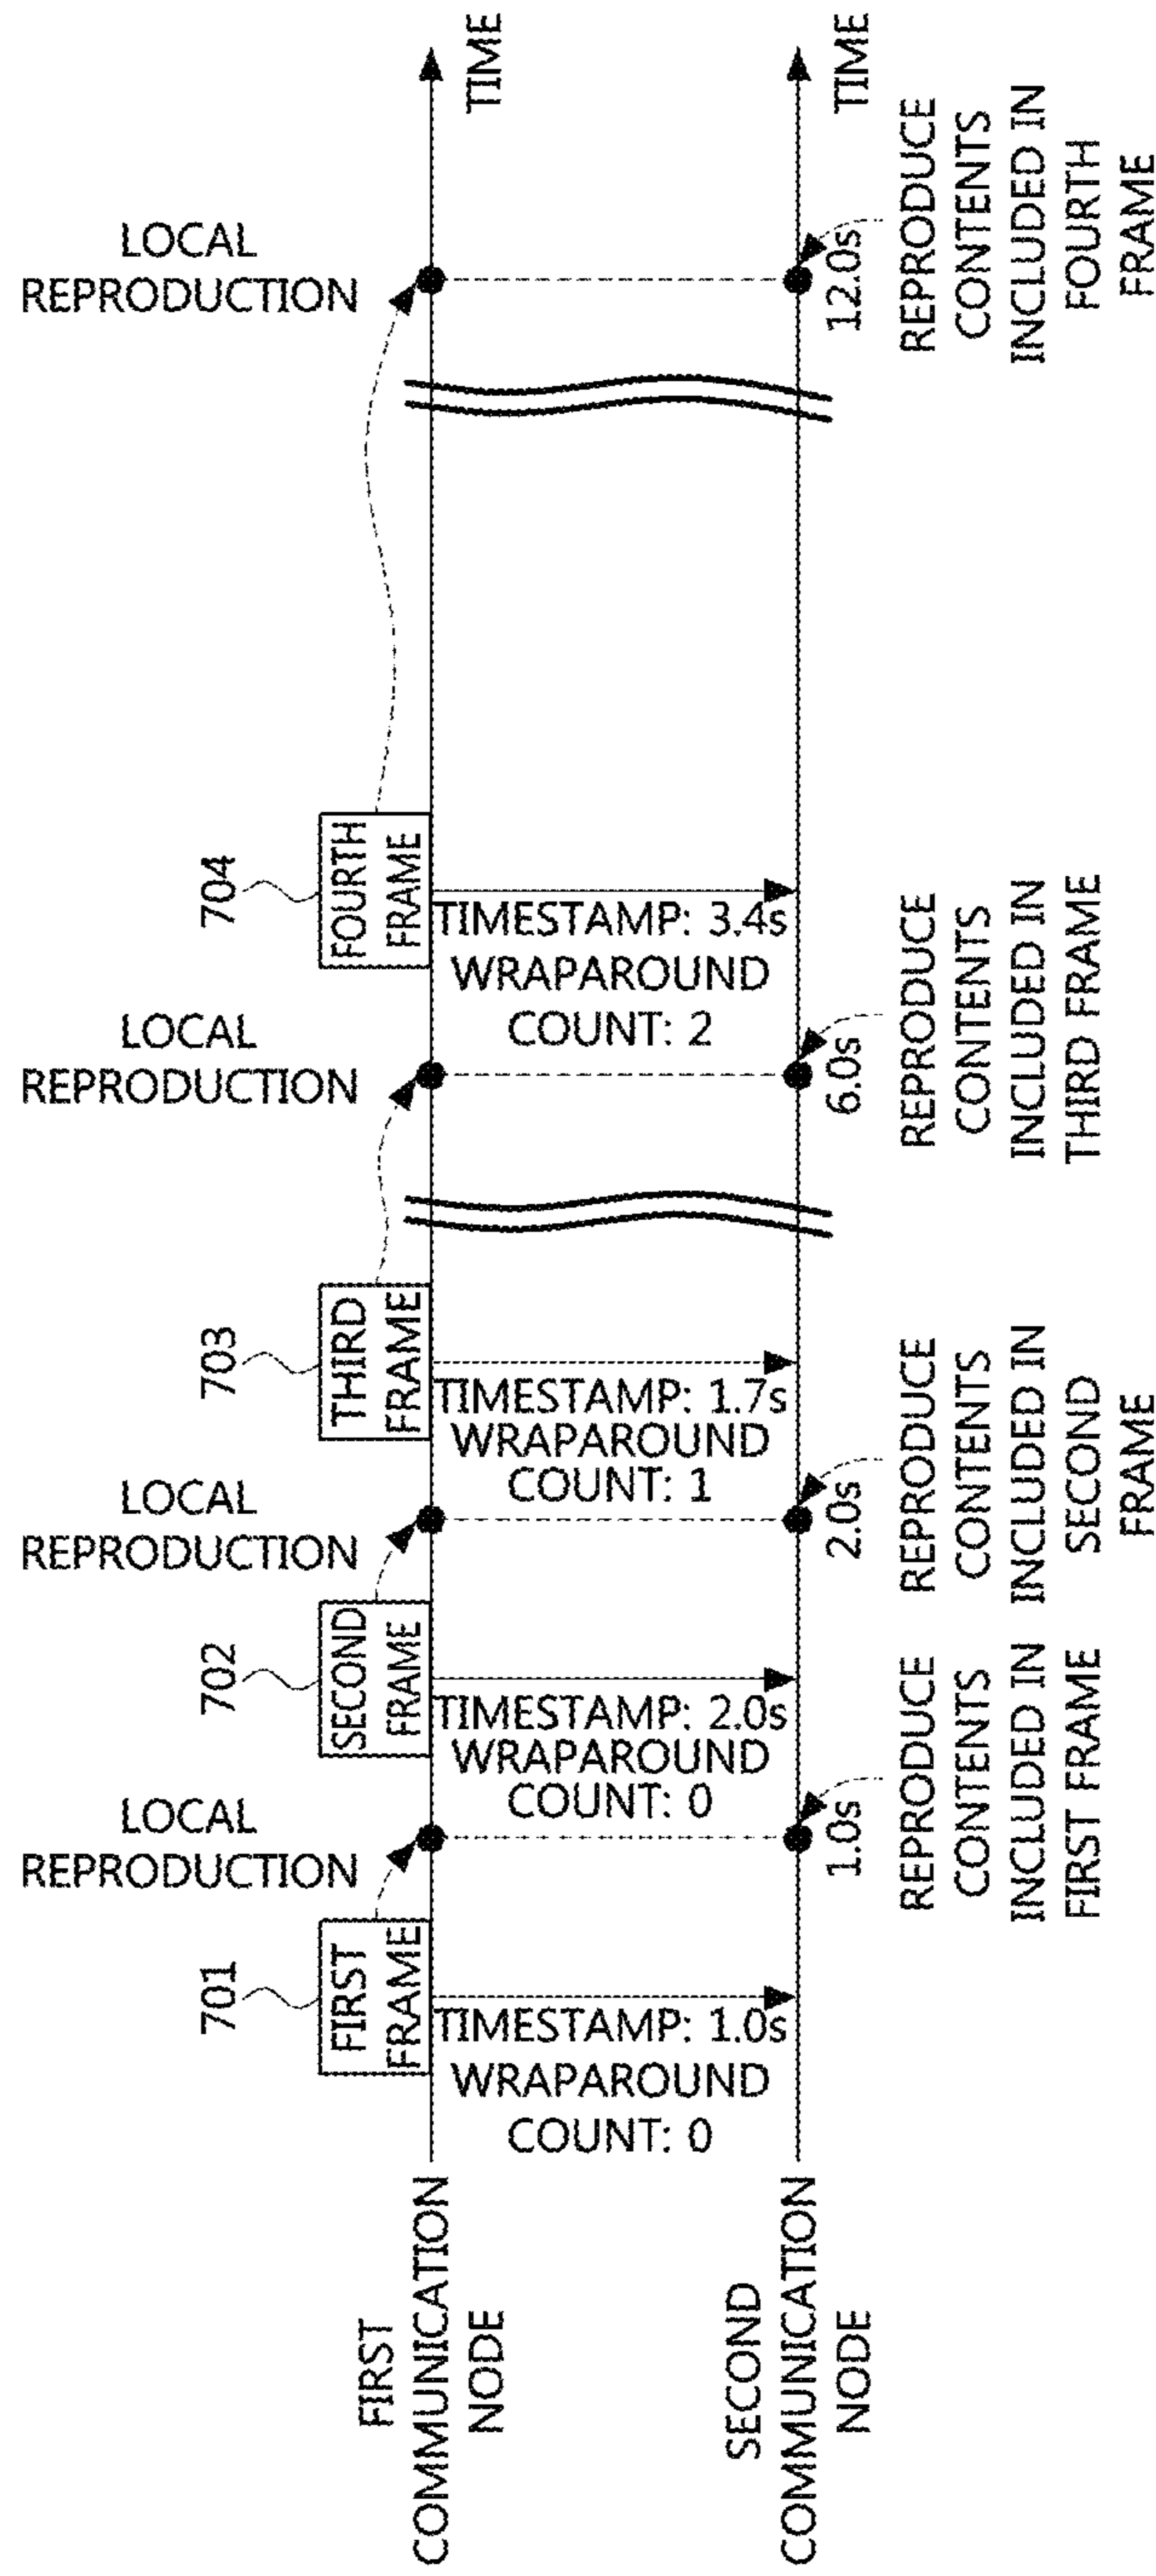 FIRST
COMMUNICATION
NODE
SECOND
COMMUNICATION
NODE
701
FIRST
FRAME
TIMESTAMP: 1.0s
WRAPAROUND
COUNT: 0
LOCAL
REPRODUCTION
1.0s
REPRODUCE
CONTENTS
INCLUDED IN
FIRST FRAME
702
SECOND
FRAME
TIMESTAMP: 2.0s
WRAPAROUND
COUNT: 0
LOCAL
REPRODUCTION
2.0s
REPRODUCE
CONTENTS
INCLUDED IN
SECOND
FRAME
703
THIRD
FRAME
TIMESTAMP: 1.7s
WRAPAROUND
COUNT: 1
LOCAL
REPRODUCTION
6.0s
REPRODUCE
CONTENTS
INCLUDED IN
THIRD FRAME
704
FOURTH
FRAME
TIMESTAMP: 3.4s
WRAPAROUND
COUNT: 2
LOCAL
REPRODUCTION
12.0s
REPRODUCE
CONTENTS
INCLUDED IN
FOURTH
FRAME
TIME
TIME